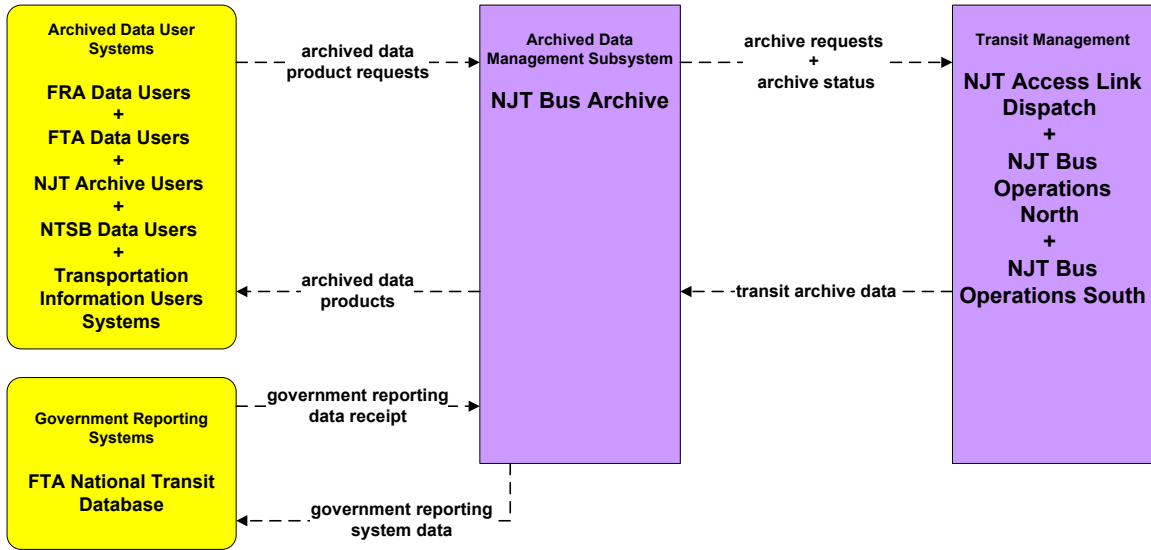 Archived Data User
Systems
FRA Data Users
+
FTA Data Users
+
NJT Archive Users
+
NTSB Data Users
+
Transportation
Information Users
Systems
archived data
product requests
archived data
products
Archived Data
Management Subsystem
NJT Bus Archive
archive requests
+
archive status
transit archive data
Transit Management
NJT Access Link
Dispatch
+
NJT Bus
Operations
North
+
NJT Bus
Operations South
Government Reporting
Systems
FTA National Transit
Database
government reporting
data receipt
government reporting
system data